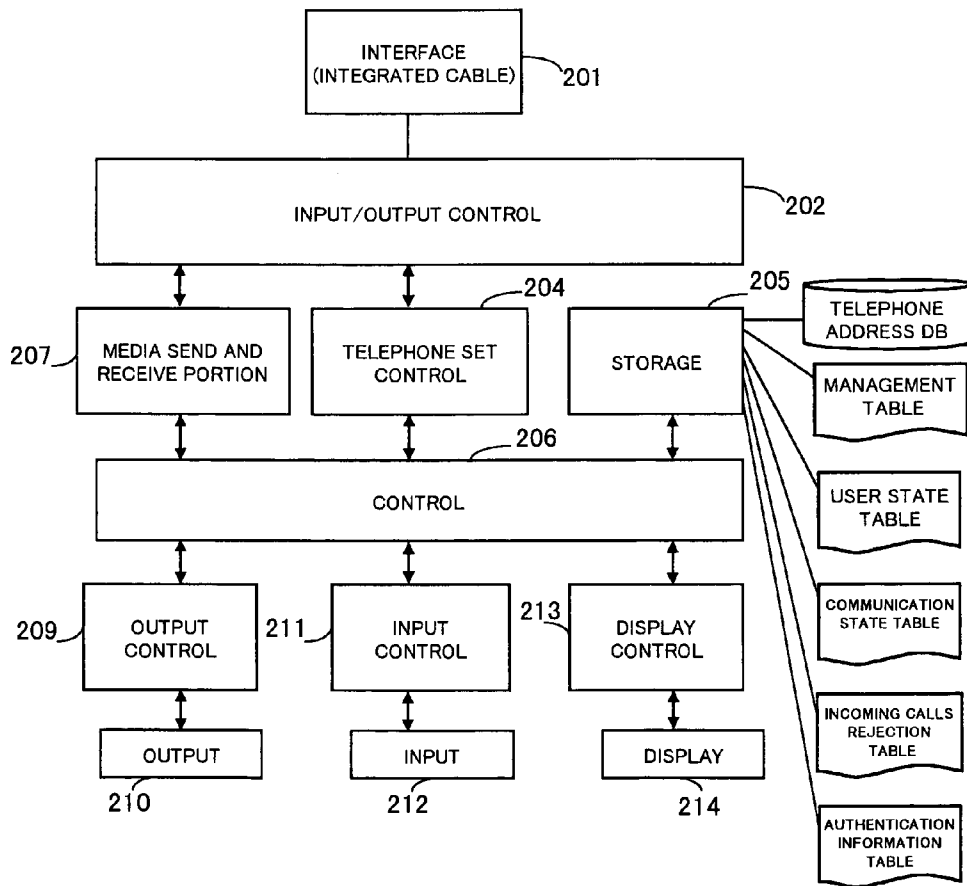 INTERFACE
(INTEGRATED CABLE)
201
INPUT/OUTPUT CONTROL
202
204
205
TELEPHONE
ADDRESS DB
207
MEDIA SEND AND
RECEIVE PORTION
TELEPHONE SET
CONTROL
STORAGE
MANAGEMENT
TABLE
206
CONTROL
USER STATE
TABLE
209
OUTPUT
CONTROL
211
INPUT
CONTROL
213
DISPLAY
CONTROL
COMMUNICATION
STATE TABLE
INCOMING CALLS
REJECTION
TABLE
OUTPUT
210
INPUT
212
DISPLAY
214
AUTHENTICATION
INFORMATION
TABLE